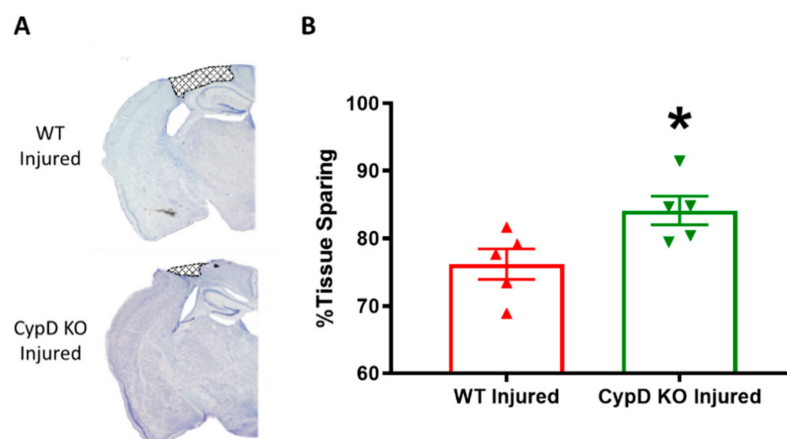 A
B
WT
Injured
CypD KO
Injured
%Tissue Sparing
100
90
80
70
60
*
WT Injured
CypD KO Injured